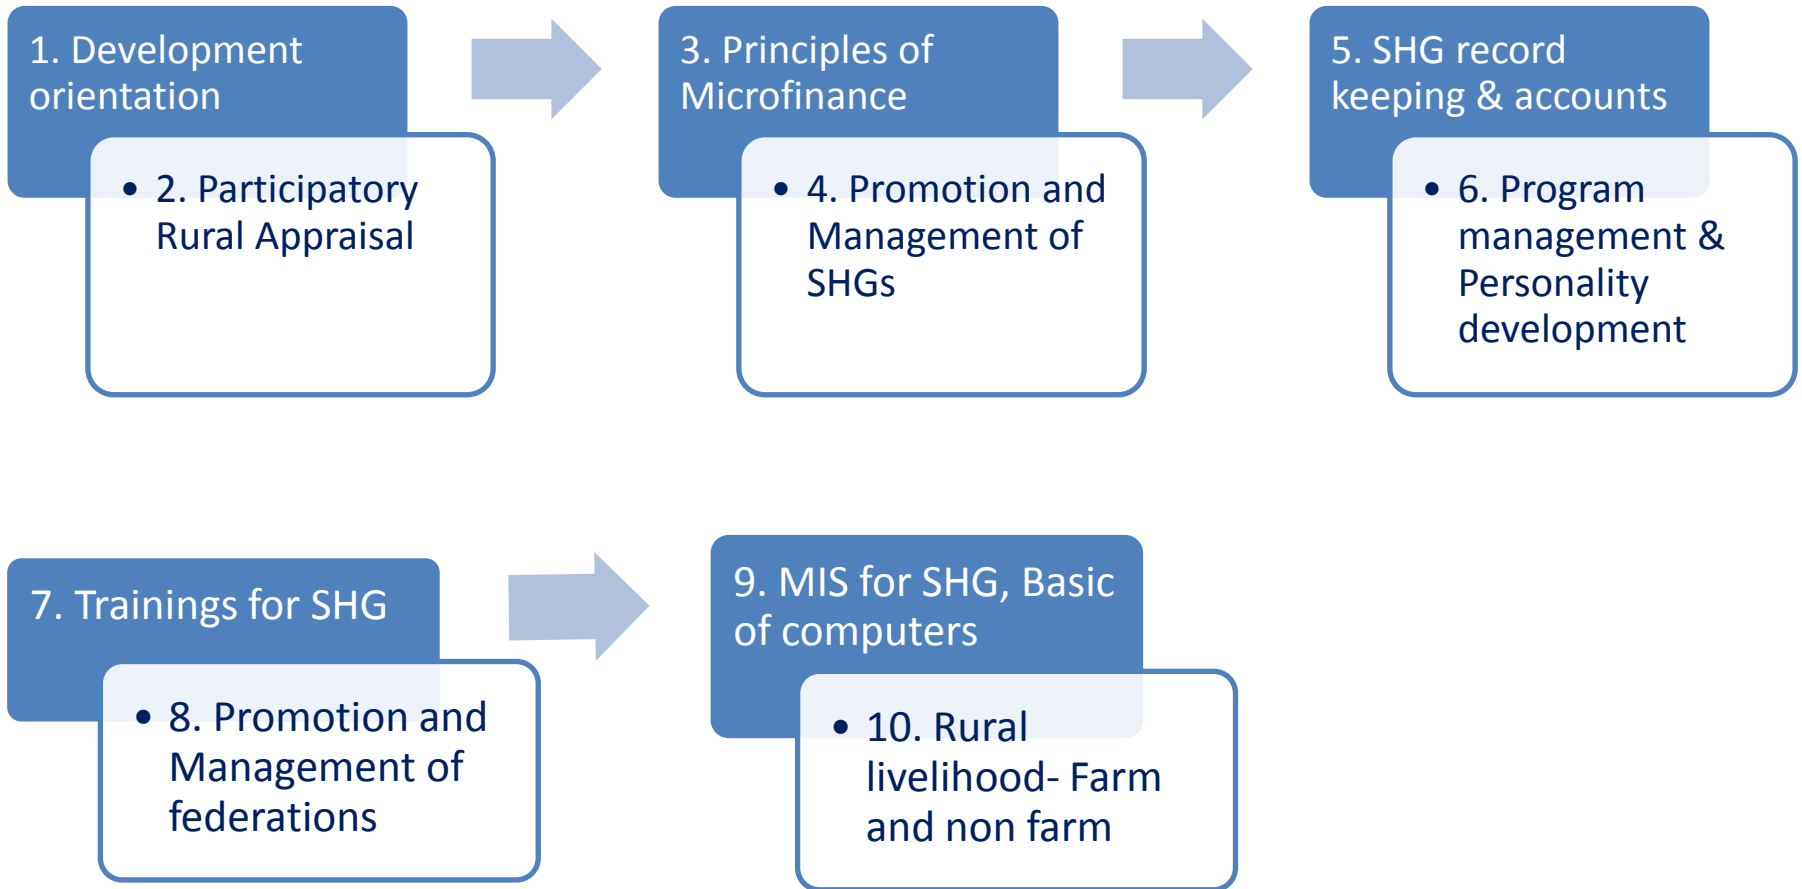 1. Development
orientation
• 2. Participatory
Rural Appraisal
3. Principles of
Microfinance
• 4. Promotion and
Management of
SHGs
5. SHG record
keeping & accounts
• 6. Program
management &
Personality
development
7. Trainings for SHG
• 8. Promotion and
Management of
federations
9. MIS for SHG, Basic
of computers
• 10. Rural
livelihood- Farm
and non farm